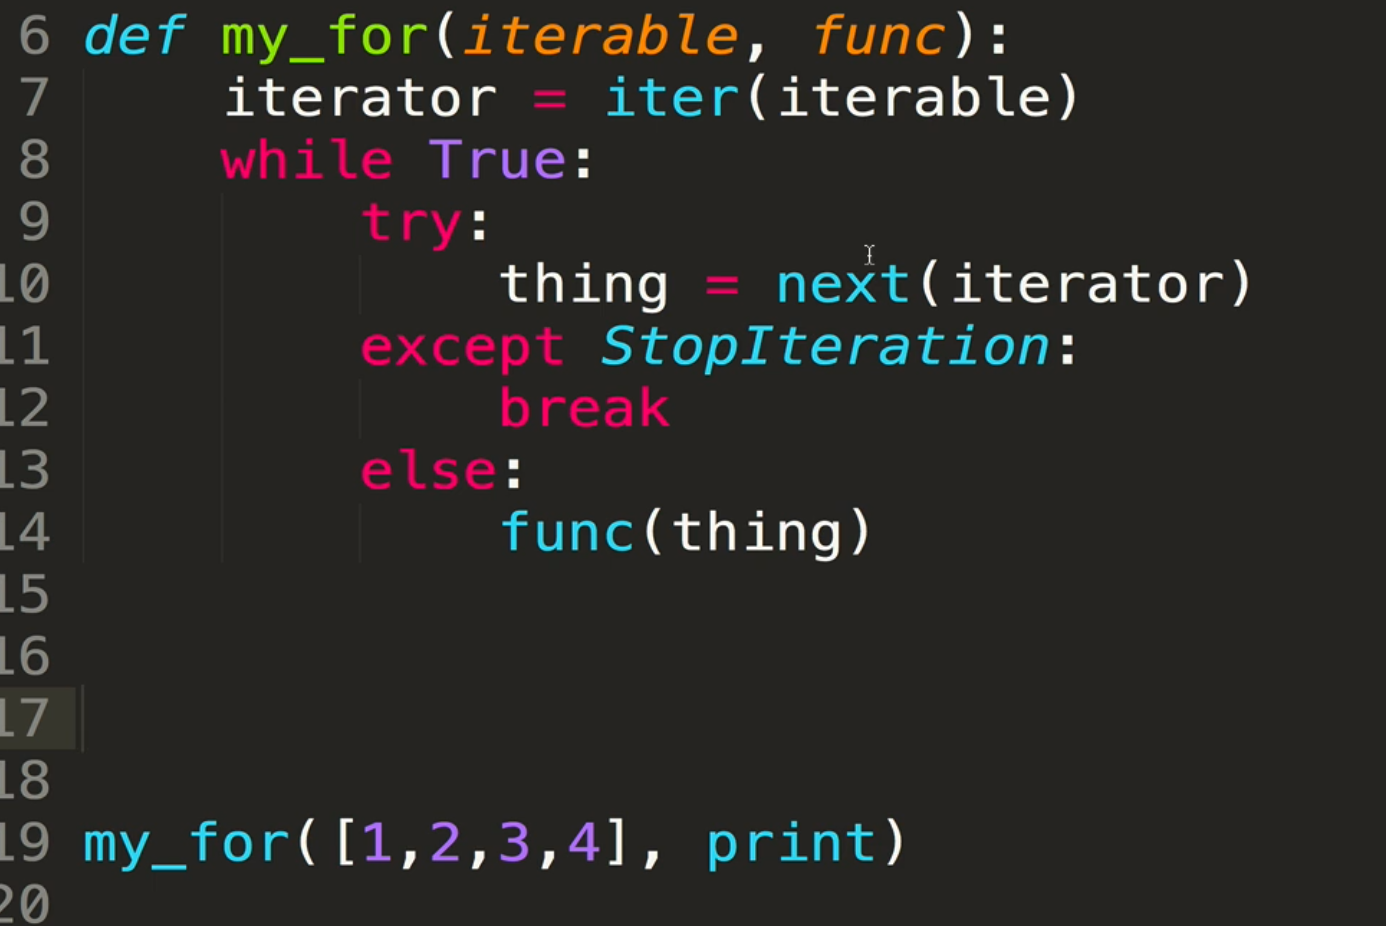 6 def my_for(iterable, func):
7     iterator = iter(iterable)
8     while True:
9         try:
10             thing = next(iterator)
11         except StopIteration:
12             break
13         else:
14             func(thing)
15
16
17
18
19 my_for([1,2,3,4], print)
20